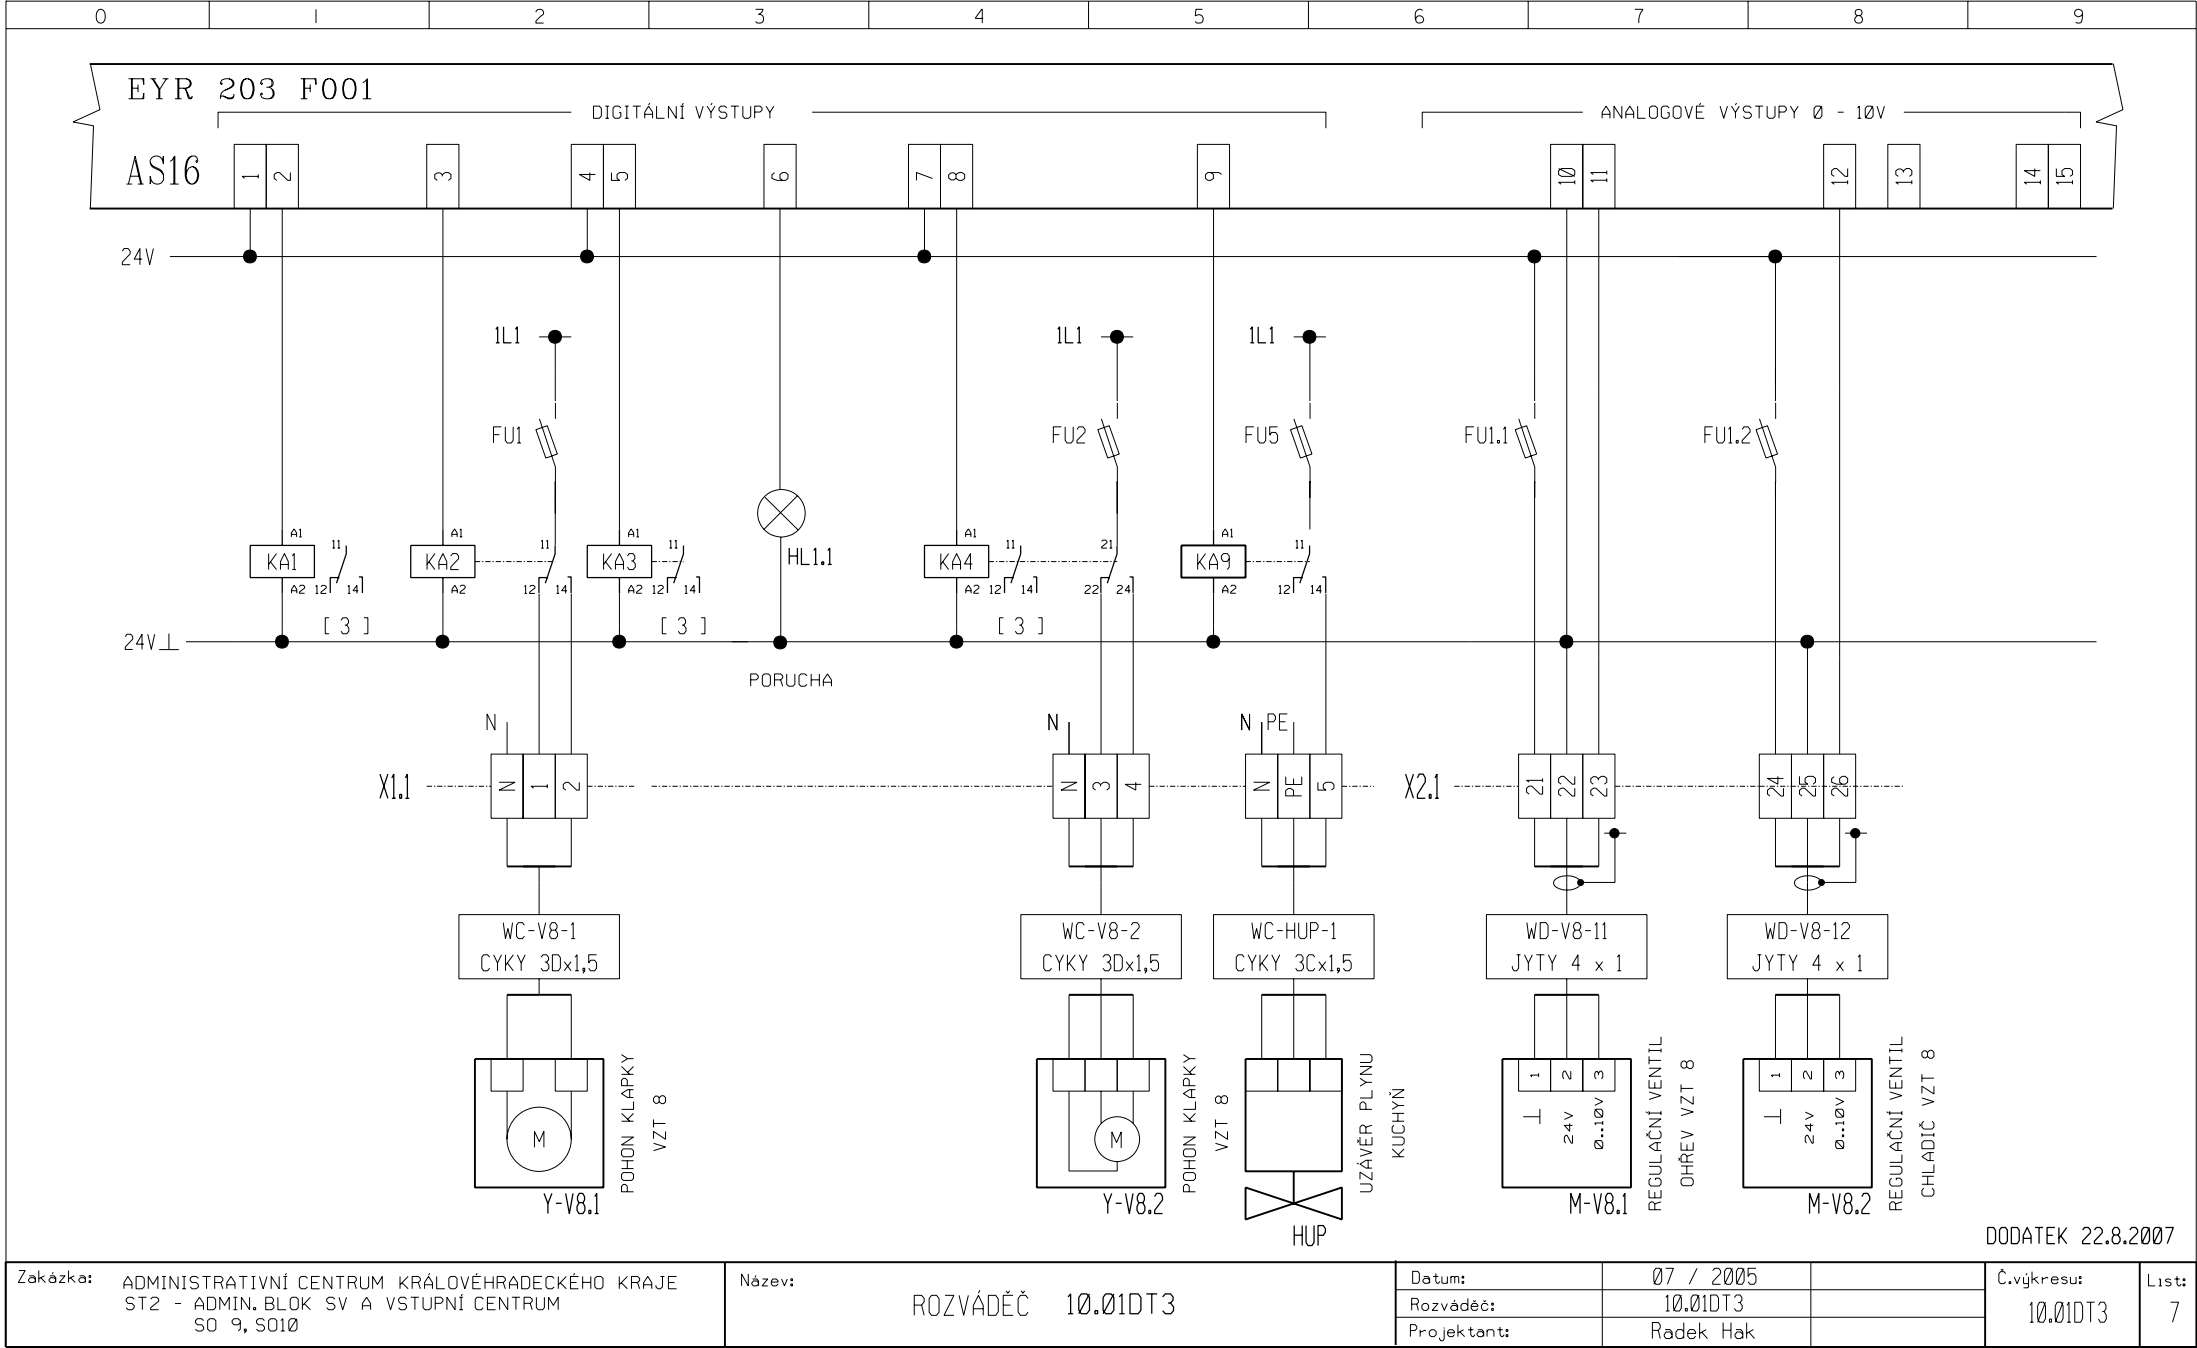 0 1 2 3 4 5 6 7 8 9
EYR 203 F001
DIGITÁLNÍ VÝSTUPY
ANALOGOVÉ VÝSTUPY 0 - 10V
AS16
1 2 3 4 5 6 7 8 9 10 11 12 13 14 15
24V
1L1 1L1 1L1
FU1 FU2 FU5 FU1.1 FU1.2
A1 11 A1 11 A1 11 A1 11 21 A1 11
KA1 KA2 KA3 HL1.1 KA4 KA9
A2 12 14 A2 12 14 A2 12 14 A2 12 14 22 24 A2 12 14
[ 3 ] [ 3 ] [ 3 ]
24V⊥
PORUCHA
N N N PE
X1.1 N 1 2 N 3 4 N PE 5 X2.1 21 22 23 24 25 26
WC-V8-1 WC-V8-2 WC-HUP-1 WD-V8-11 WD-V8-12
CYKY 3Dx1,5 CYKY 3Dx1,5 CYKY 3Cx1,5 JYTY 4 x 1 JYTY 4 x 1
1 2 3 1 2 3
⊥ 24V 0..10V ⊥ 24V 0..10V
M M
POHON KLAPKY
VZT 8
POHON KLAPKY
VZT 8
UZÁVĚR PLYNU
KUCHYŇ
REGULAČNÍ VENTIL
OHŘEV VZT 8
REGULAČNÍ VENTIL
CHLADIČ VZT 8
Y-V8.1 Y-V8.2 HUP M-V8.1 M-V8.2
DODATEK 22.8.2007
Zakázka: ADMINISTRATIVNÍ CENTRUM KRÁLOVÉHRADECKÉHO KRAJE
ST2 - ADMIN. BLOK SV A VSTUPNÍ CENTRUM
SO 9, SO10
Název:
ROZVÁDĚČ 10.01DT3
Datum: 07 / 2005
Rozváděč: 10.01DT3
Projektant: Radek Hak
Č.výkresu:
10.01DT3
List:
7